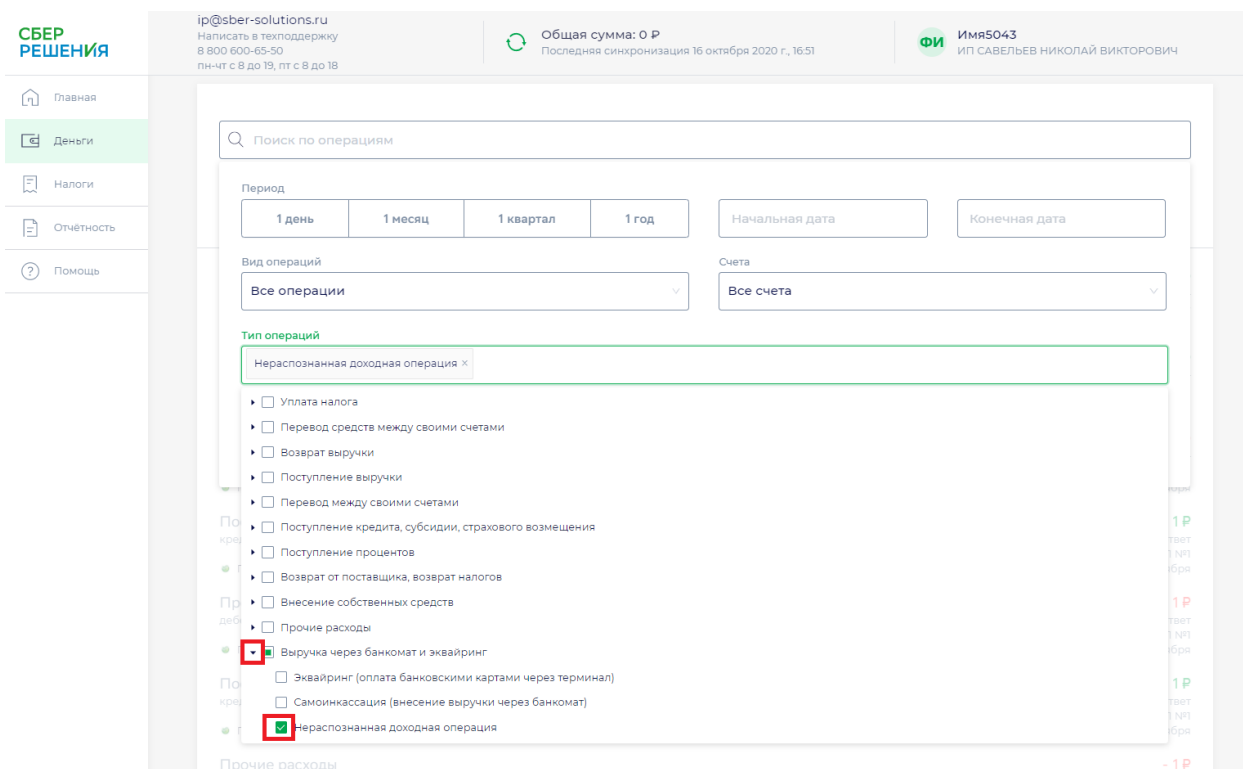 ip@sber-solutions.ru
Написать в техподдержку
8 800 600-65-50
пн-чт с 8 до 19, пт с 8 до 18
СБЕР
РЕШЕНИЯ
Общая сумма: 0 ₽
Последняя синхронизация 16 октября 2020 г., 16:51
ФИ
Имя5043
ИП САВЕЛЬЕВ НИКОЛАЙ ВИКТОРОВИЧ
Главная
Деньги
Налоги
Отчётность
Помощь
Поиск по операциям
Период
1 день
1 месяц
1 квартал
1 год
Начальная дата
Конечная дата
Вид операций
Счета
Все операции
Все счета
Тип операций
Нераспознанная доходная операция ×
Уплата налога
Перевод средств между своими счетами
Возврат выручки
Поступление выручки
Перевод между своими счетами
Поступление кредита, субсидии, страхового возмещения
Поступление процентов
Возврат от поставщика, возврат налогов
Внесение собственных средств
Прочие расходы
Выручка через банкомат и эквайринг
Эквайринг (оплата банковскими картами через терминал)
Самоинкассация (внесение выручки через банкомат)
Нераспознанная доходная операция
1 ₽
1 ₽
1 ₽
Прочие расходы
- 1 ₽